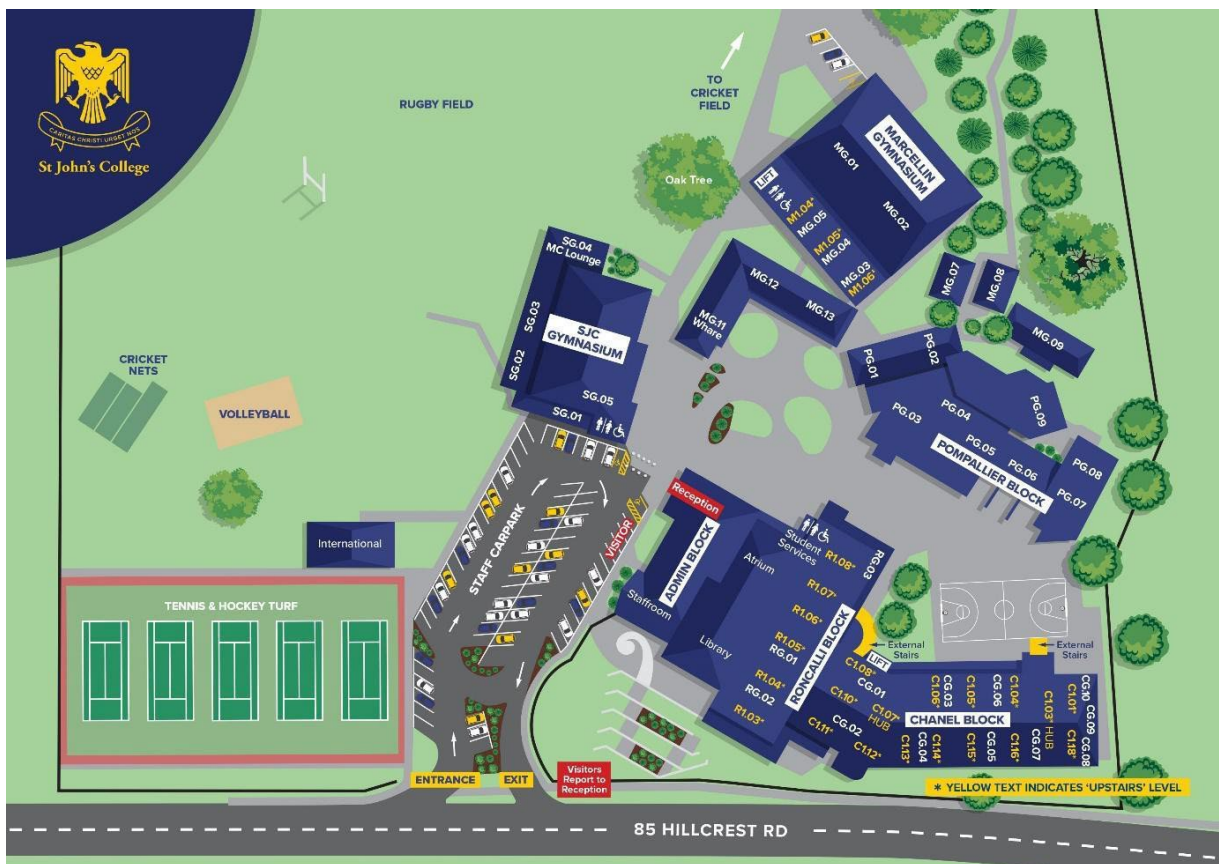 CARITAS CHRISTI URGET NOS
St John's College
RUGBY FIELD
TO
CRICKET
FIELD
Oak Tree
MARCELLIN
GYMNASIUM
MG.01
MG.02
LIFT
M1.04*
MG.05
M1.05*
MG.04
MG.03
M1.06*
SG.04
MC Lounge
SG.03
SG.02
SJC
GYMNASIUM
SG.05
SG.01
MG.12
MG.13
MG.11
Whare
MG.07
MG.08
MG.09
PG.01
PG.02
PG.03
PG.04
PG.09
PG.05
PG.06
POMPALLIER BLOCK
PG.08
PG.07
CRICKET
NETS
VOLLEYBALL
International
TENNIS & HOCKEY TURF
STAFF CARPARK
VISITOR
Reception
ADMIN BLOCK
Staffroom
Student
Services
R1.08*
RG.03
Atrium
R1.07*
R1.06*
R1.05*
RG.01
Library
R1.04*
RG.02
R1.03*
RONCALLI BLOCK
External
Stairs
LIFT
External
Stairs
C1.08*
CG.01
C1.10*
C1.07*
HUB
CG.02
C1.11*
C1.12*
C1.06*
CG.03
C1.05*
CG.06
C1.04*
C1.03* HUB
C1.01*
CG.10
CG.09
CG.08
CHANEL BLOCK
C1.13*
CG.04
C1.14*
C1.15*
CG.05
C1.16*
CG.07
C1.18*
ENTRANCE
EXIT
Visitors
Report to
Reception
* YELLOW TEXT INDICATES 'UPSTAIRS' LEVEL
85 HILLCREST RD